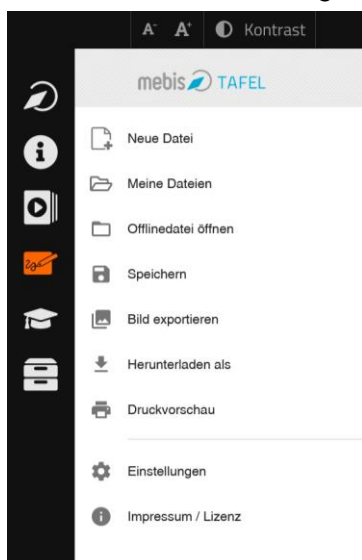 A- A+ Kontrast
mebis TAFEL
Neue Datei
Meine Dateien
Offlinedatei öffnen
Speichern
Bild exportieren
Herunterladen als
Druckvorschau
Einstellungen
Impressum / Lizenz